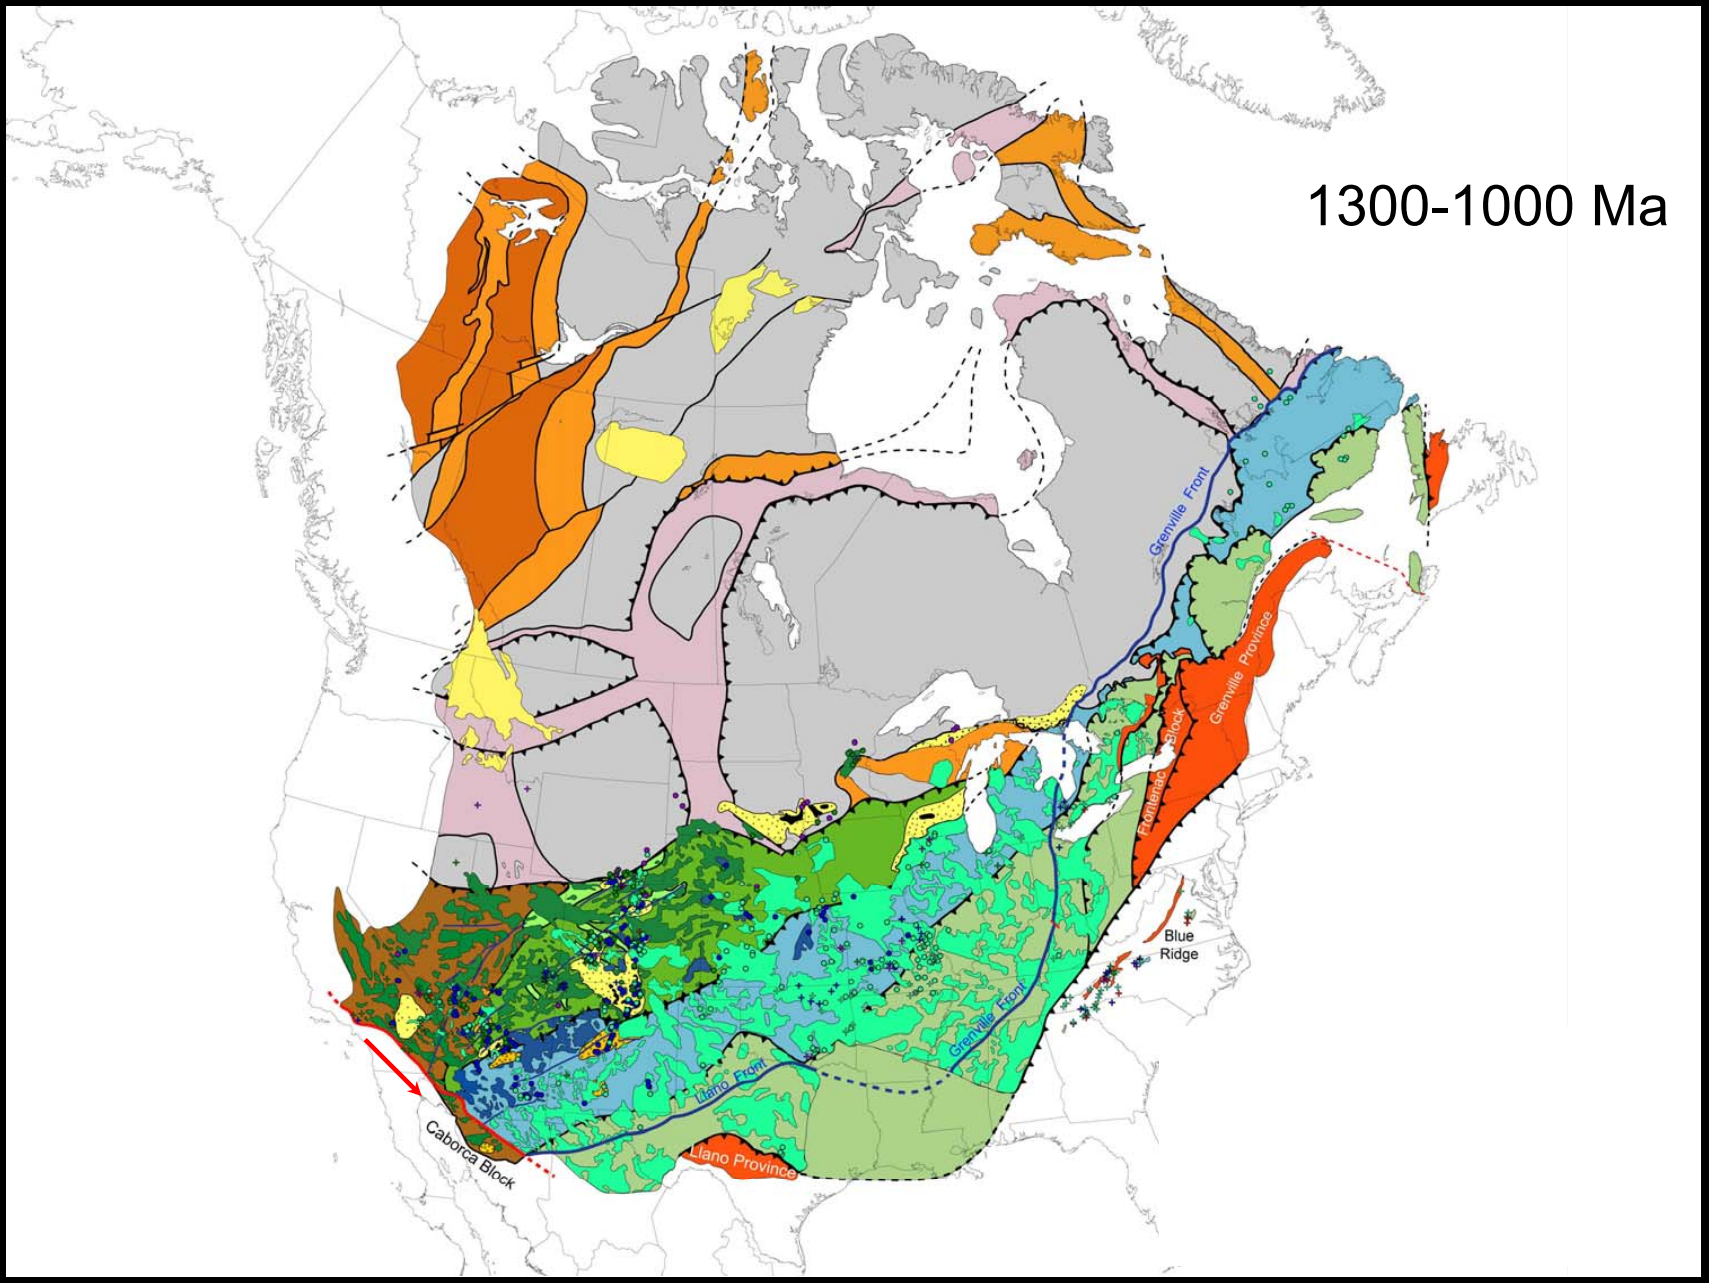 1300-1000 Ma
Grenville Front
Grenville Province
Frontenac Block
Blue
Ridge
Grenville Front
Llano Front
Llano Province
Caborca Block